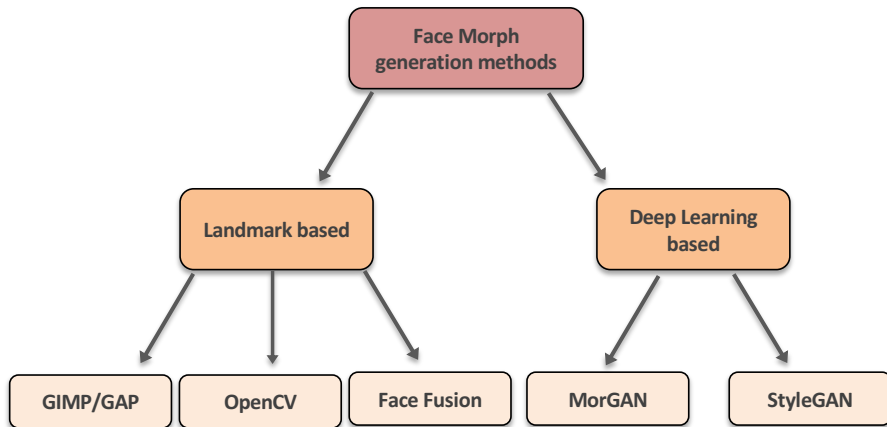 Face Morph
generation methods
Landmark based
Deep Learning
based
GIMP/GAP
OpenCV
Face Fusion
MorGAN
StyleGAN